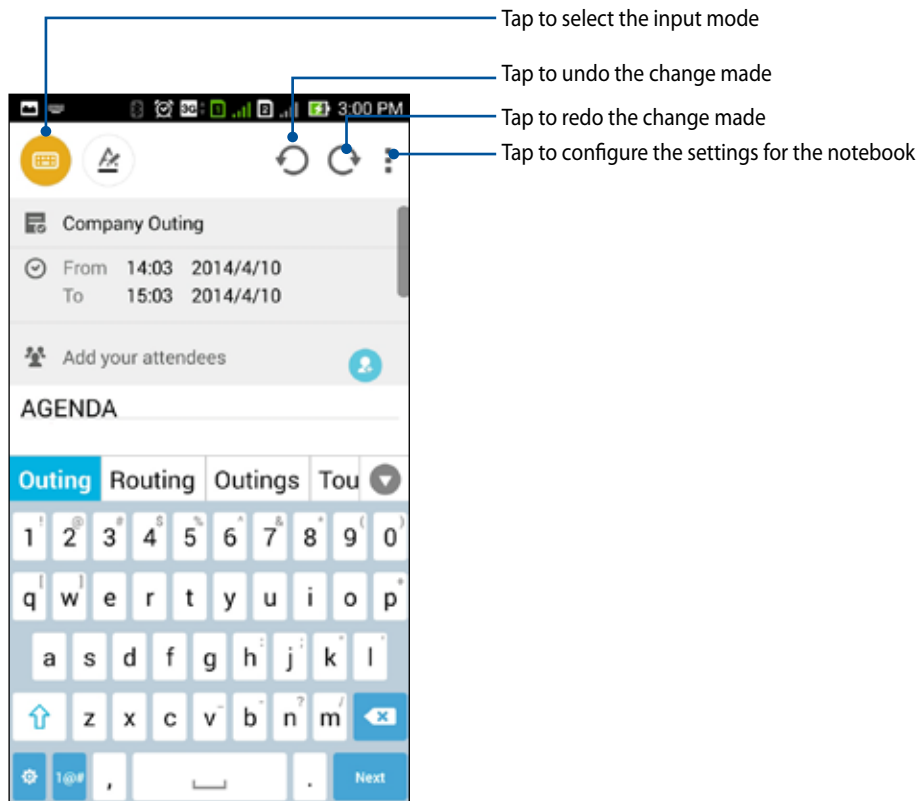 Tap to select the input mode
Tap to undo the change made
Tap to redo the change made
Tap to configure the settings for the notebook
3G 1 2 3:00 PM
Company Outing
From 14:03 2014/4/10
To 15:03 2014/4/10
Add your attendees
AGENDA
Outing Routing Outings Tou
1 ! 2 @ 3 # 4 $ 5 % 6 ^ 7 & 8 * 9 ( 0 )
q [ w ] e r t y u i o p +
a s d f g h : j ; k l
z x c v b n ? m /
1@# , . Next